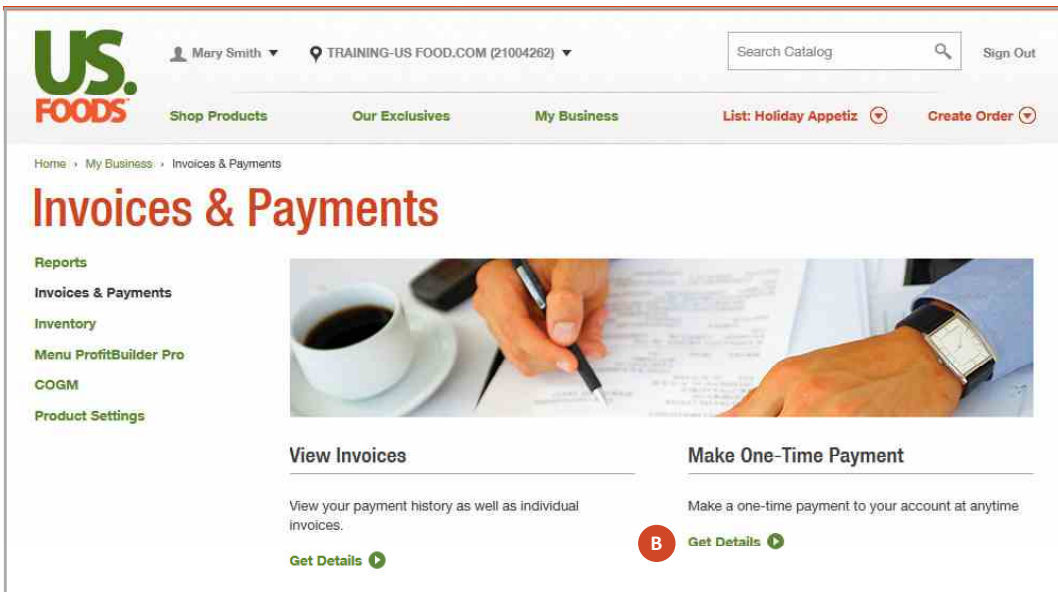 US.
FOODS
Mary Smith
TRAINING-US FOOD.COM (21004262)
Search Catalog
Sign Out
Shop Products
Our Exclusives
My Business
List: Holiday Appetiz
Create Order
Home › My Business › Invoices & Payments
Invoices & Payments
Reports
Invoices & Payments
Inventory
Menu ProfitBuilder Pro
COGM
Product Settings
View Invoices
View your payment history as well as individual
invoices.
Get Details
Make One-Time Payment
Make a one-time payment to your account at anytime
B
Get Details